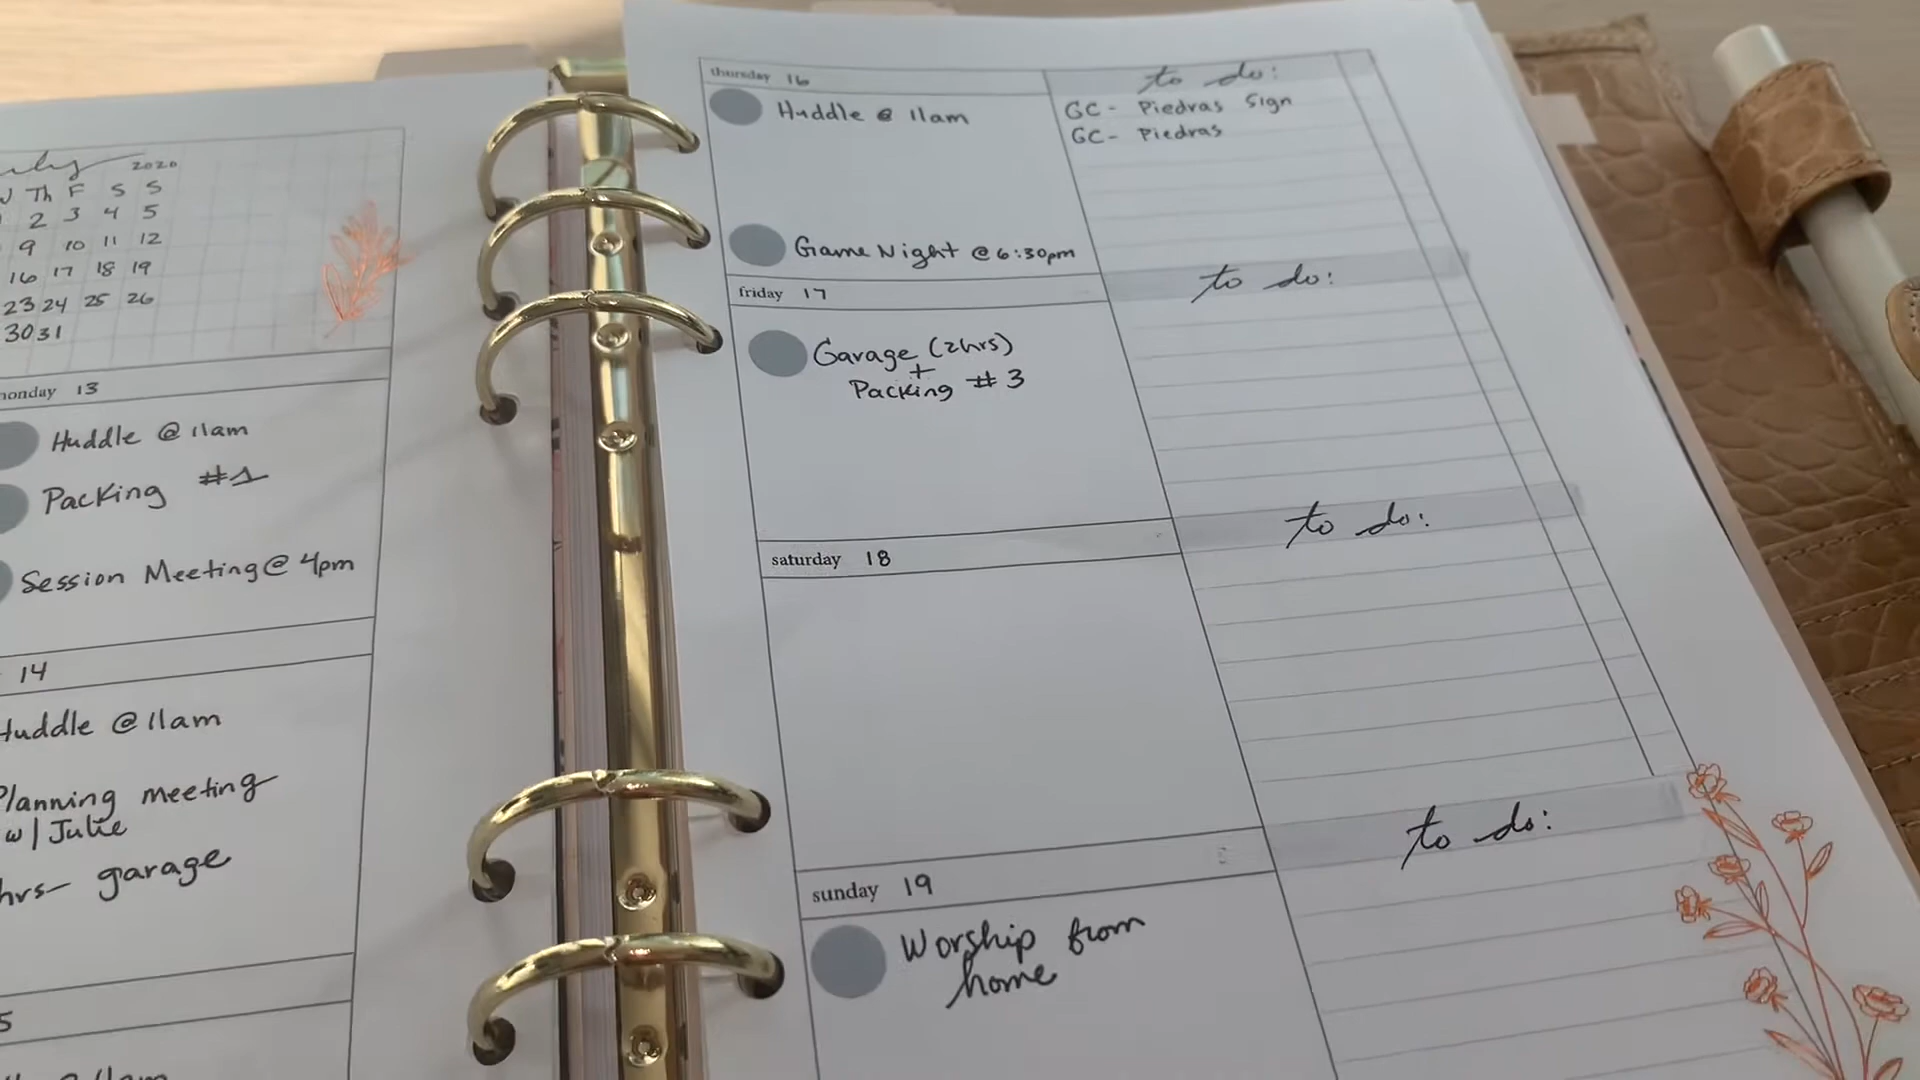 2020
Th F S S
2 3 4 5
9 10 11 12
16 17 18 19
23 24 25 26
30 31
13
Huddle @ 11am
Packing #1
Session Meeting @ 4pm
14
Huddle @ 11am
Planning meeting
w/ Julie
garage
thursday 16
Huddle @ 11am
Game Night @ 6:30pm
to do:
GC- Piedras Sign
GC- Piedras
friday 17
Garage (2hrs)
+
Packing #3
to do:
saturday 18
to do:
sunday 19
Worship from
home
to do: